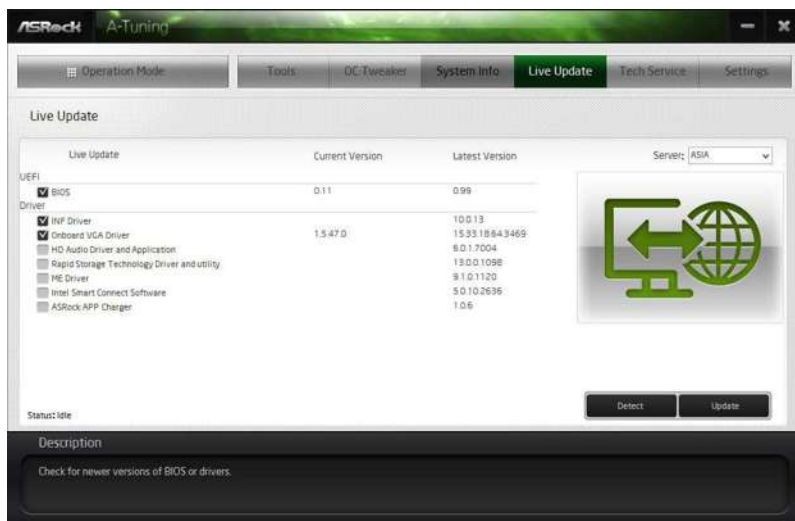 ASRock A-Tuning
Operation Mode Tools OC Tweaker System Info Live Update Tech Service Settings
Live Update
Live Update Current Version Latest Version Server: ASIA
UEFI
BIOS 0.11 0.99
Driver
INF Driver 10.0.13
Onboard VGA Driver 1.5.47.0 15.33.18.64.3469
HD Audio Driver and Application 6.0.1.7004
Rapid Storage Technology Driver and utility 13.0.0.1098
ME Driver 9.1.0.1120
Intel Smart Connect Software 5.0.10.2636
ASRock APP Charger 1.0.6
Detect Update
Status: Idle
Description
Check for newer versions of BIOS or drivers.